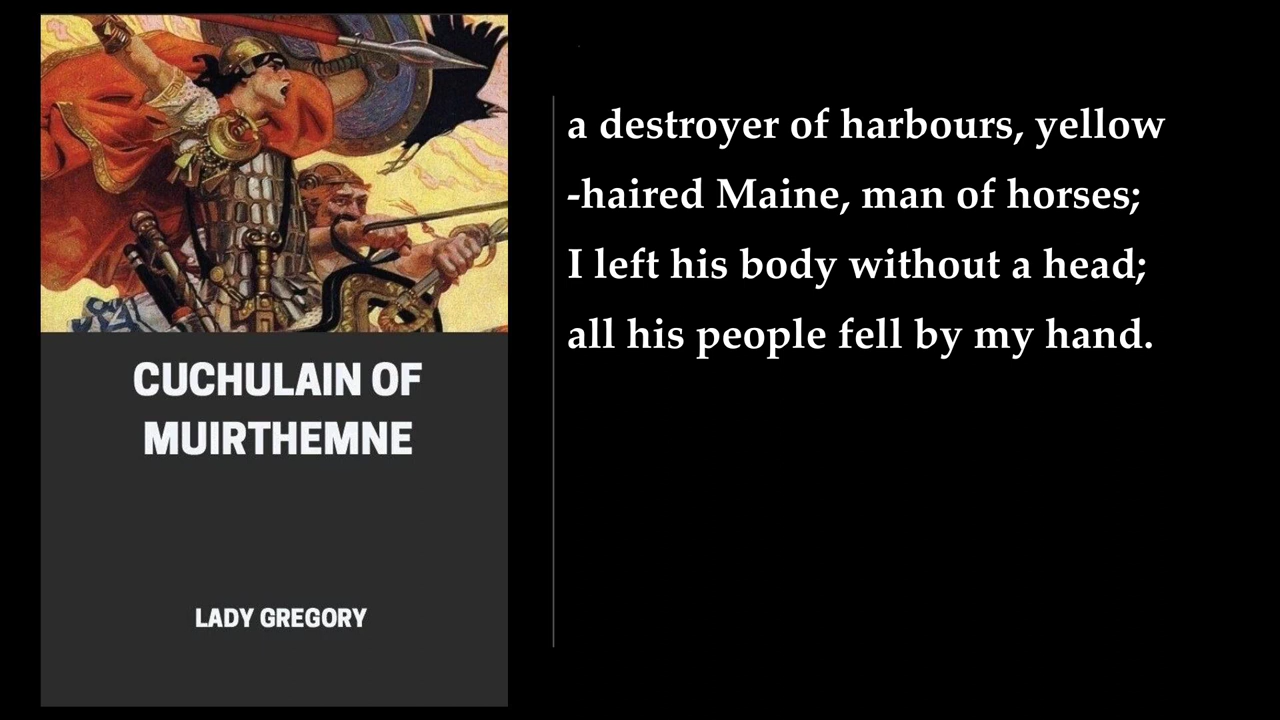 CUCHULAIN OF
MUIRTHEMNE
LADY GREGORY
a destroyer of harbours, yellow
-haired Maine, man of horses;
I left his body without a head;
all his people fell by my hand.